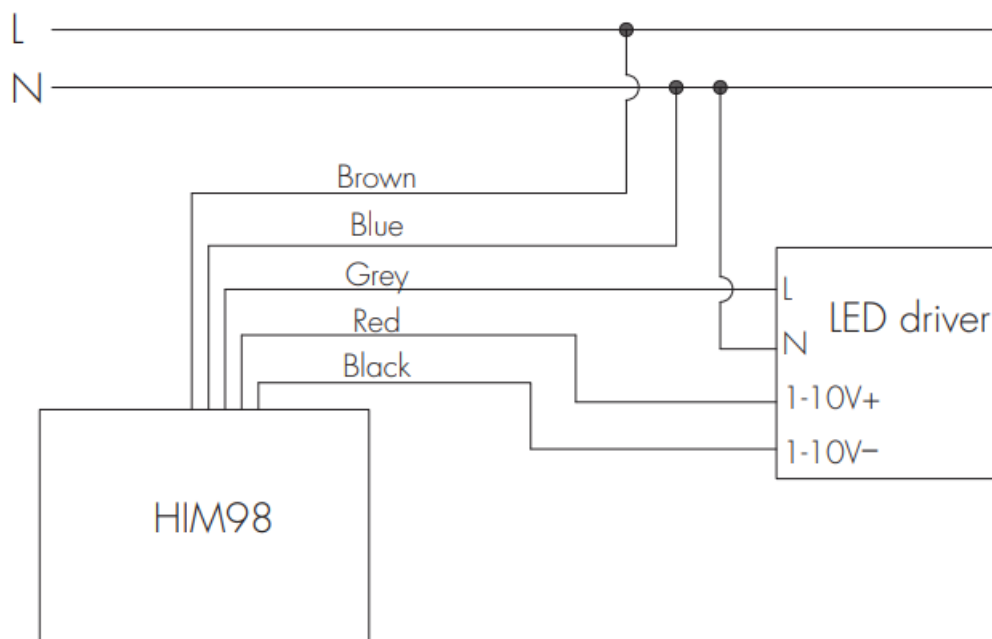 L
N
Brown
Blue
Grey
Red
Black
L
LED driver
N
1-10V+
1-10V−
HIM98